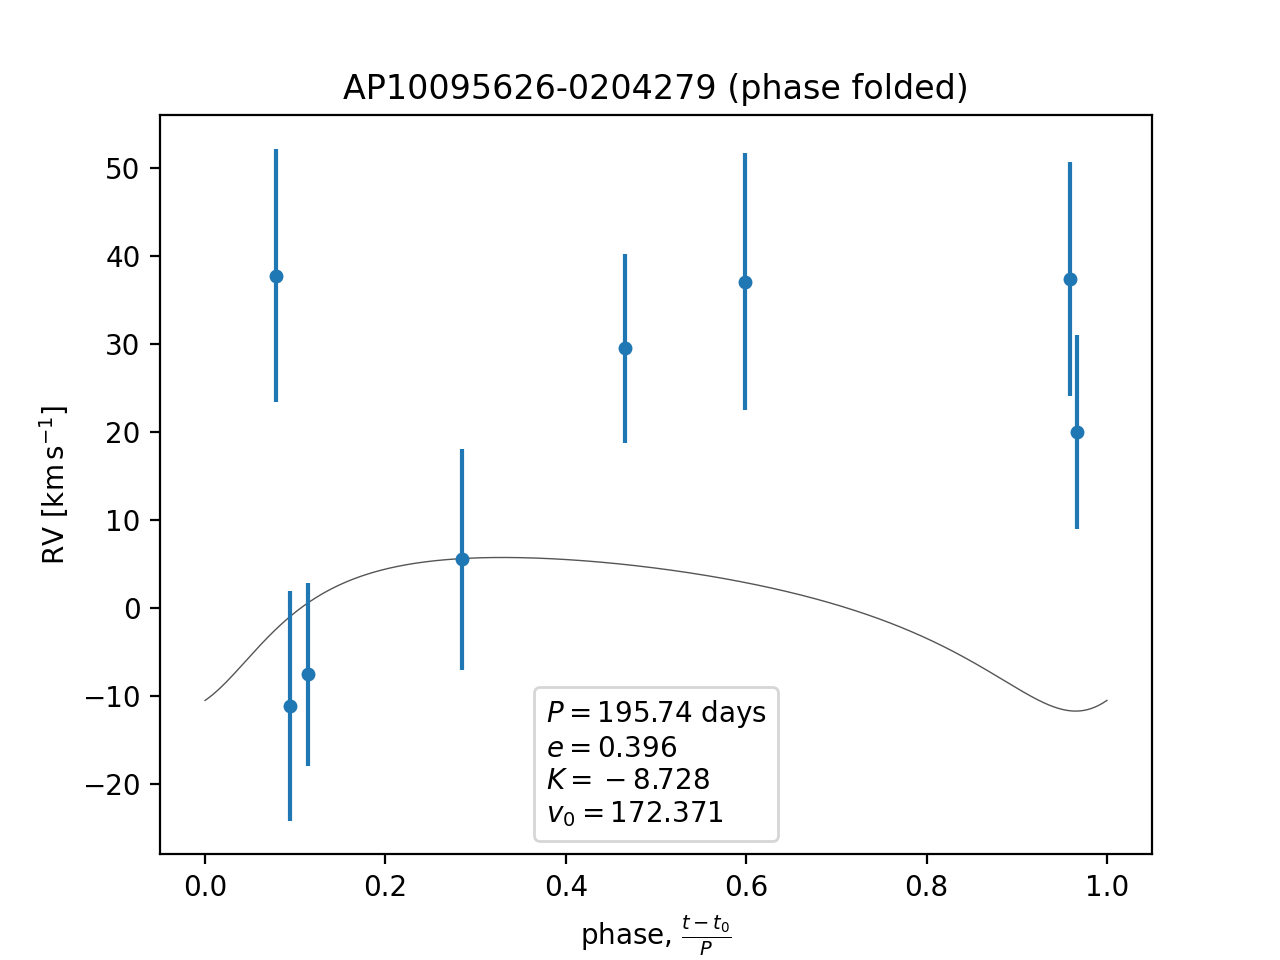 AP10095626-0204279 (phase folded)
RV [km s⁻¹]
50
40
30
20
10
0
−10
−20
P = 195.74 days
e = 0.396
K = −8.728
v₀ = 172.371
0.0 0.2 0.4 0.6 0.8 1.0
phase, (t − t₀)/P